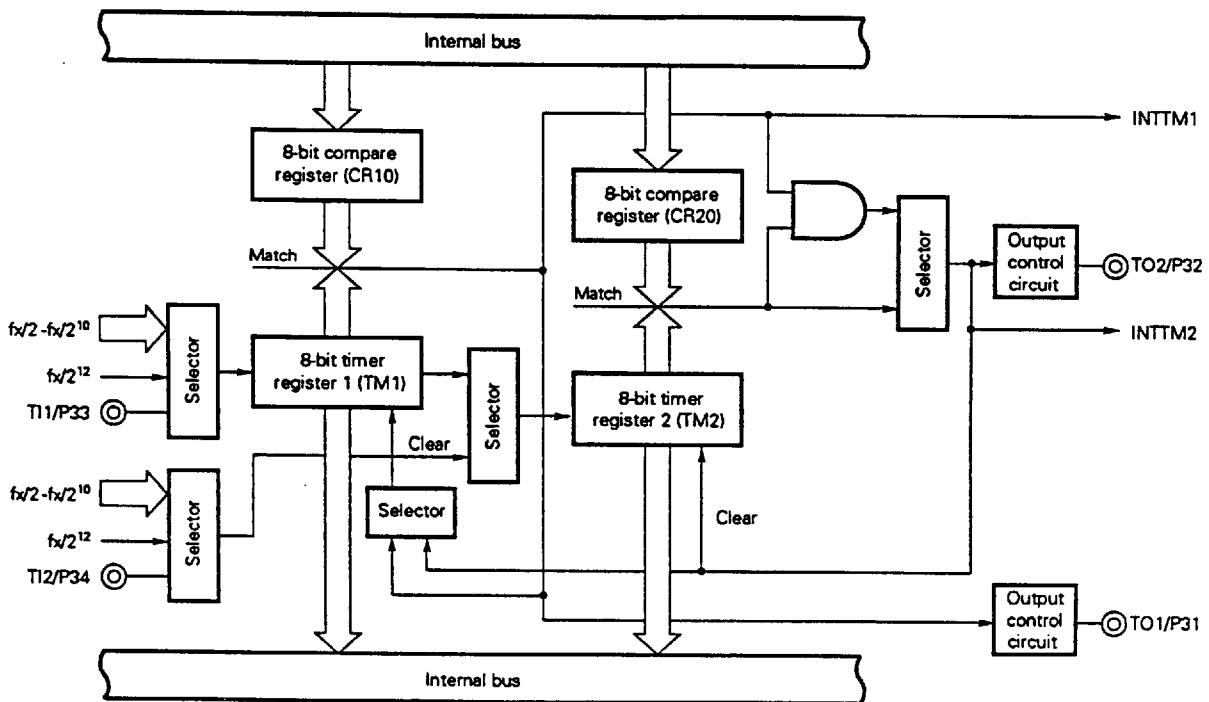 Internal bus
INTTM1
8-bit compare
register (CR10)
8-bit compare
register (CR20)
Selector
Output
control
circuit
TO2/P32
Match
Match
INTTM2
fx/2 -fx/2¹⁰
fx/2¹²
TI1/P33
Selector
8-bit timer
register 1 (TM1)
Selector
8-bit timer
register 2 (TM2)
Clear
fx/2-fx/2¹⁰
fx/2¹²
TI2/P34
Selector
Selector
Clear
Output
control
circuit
TO1/P31
Internal bus